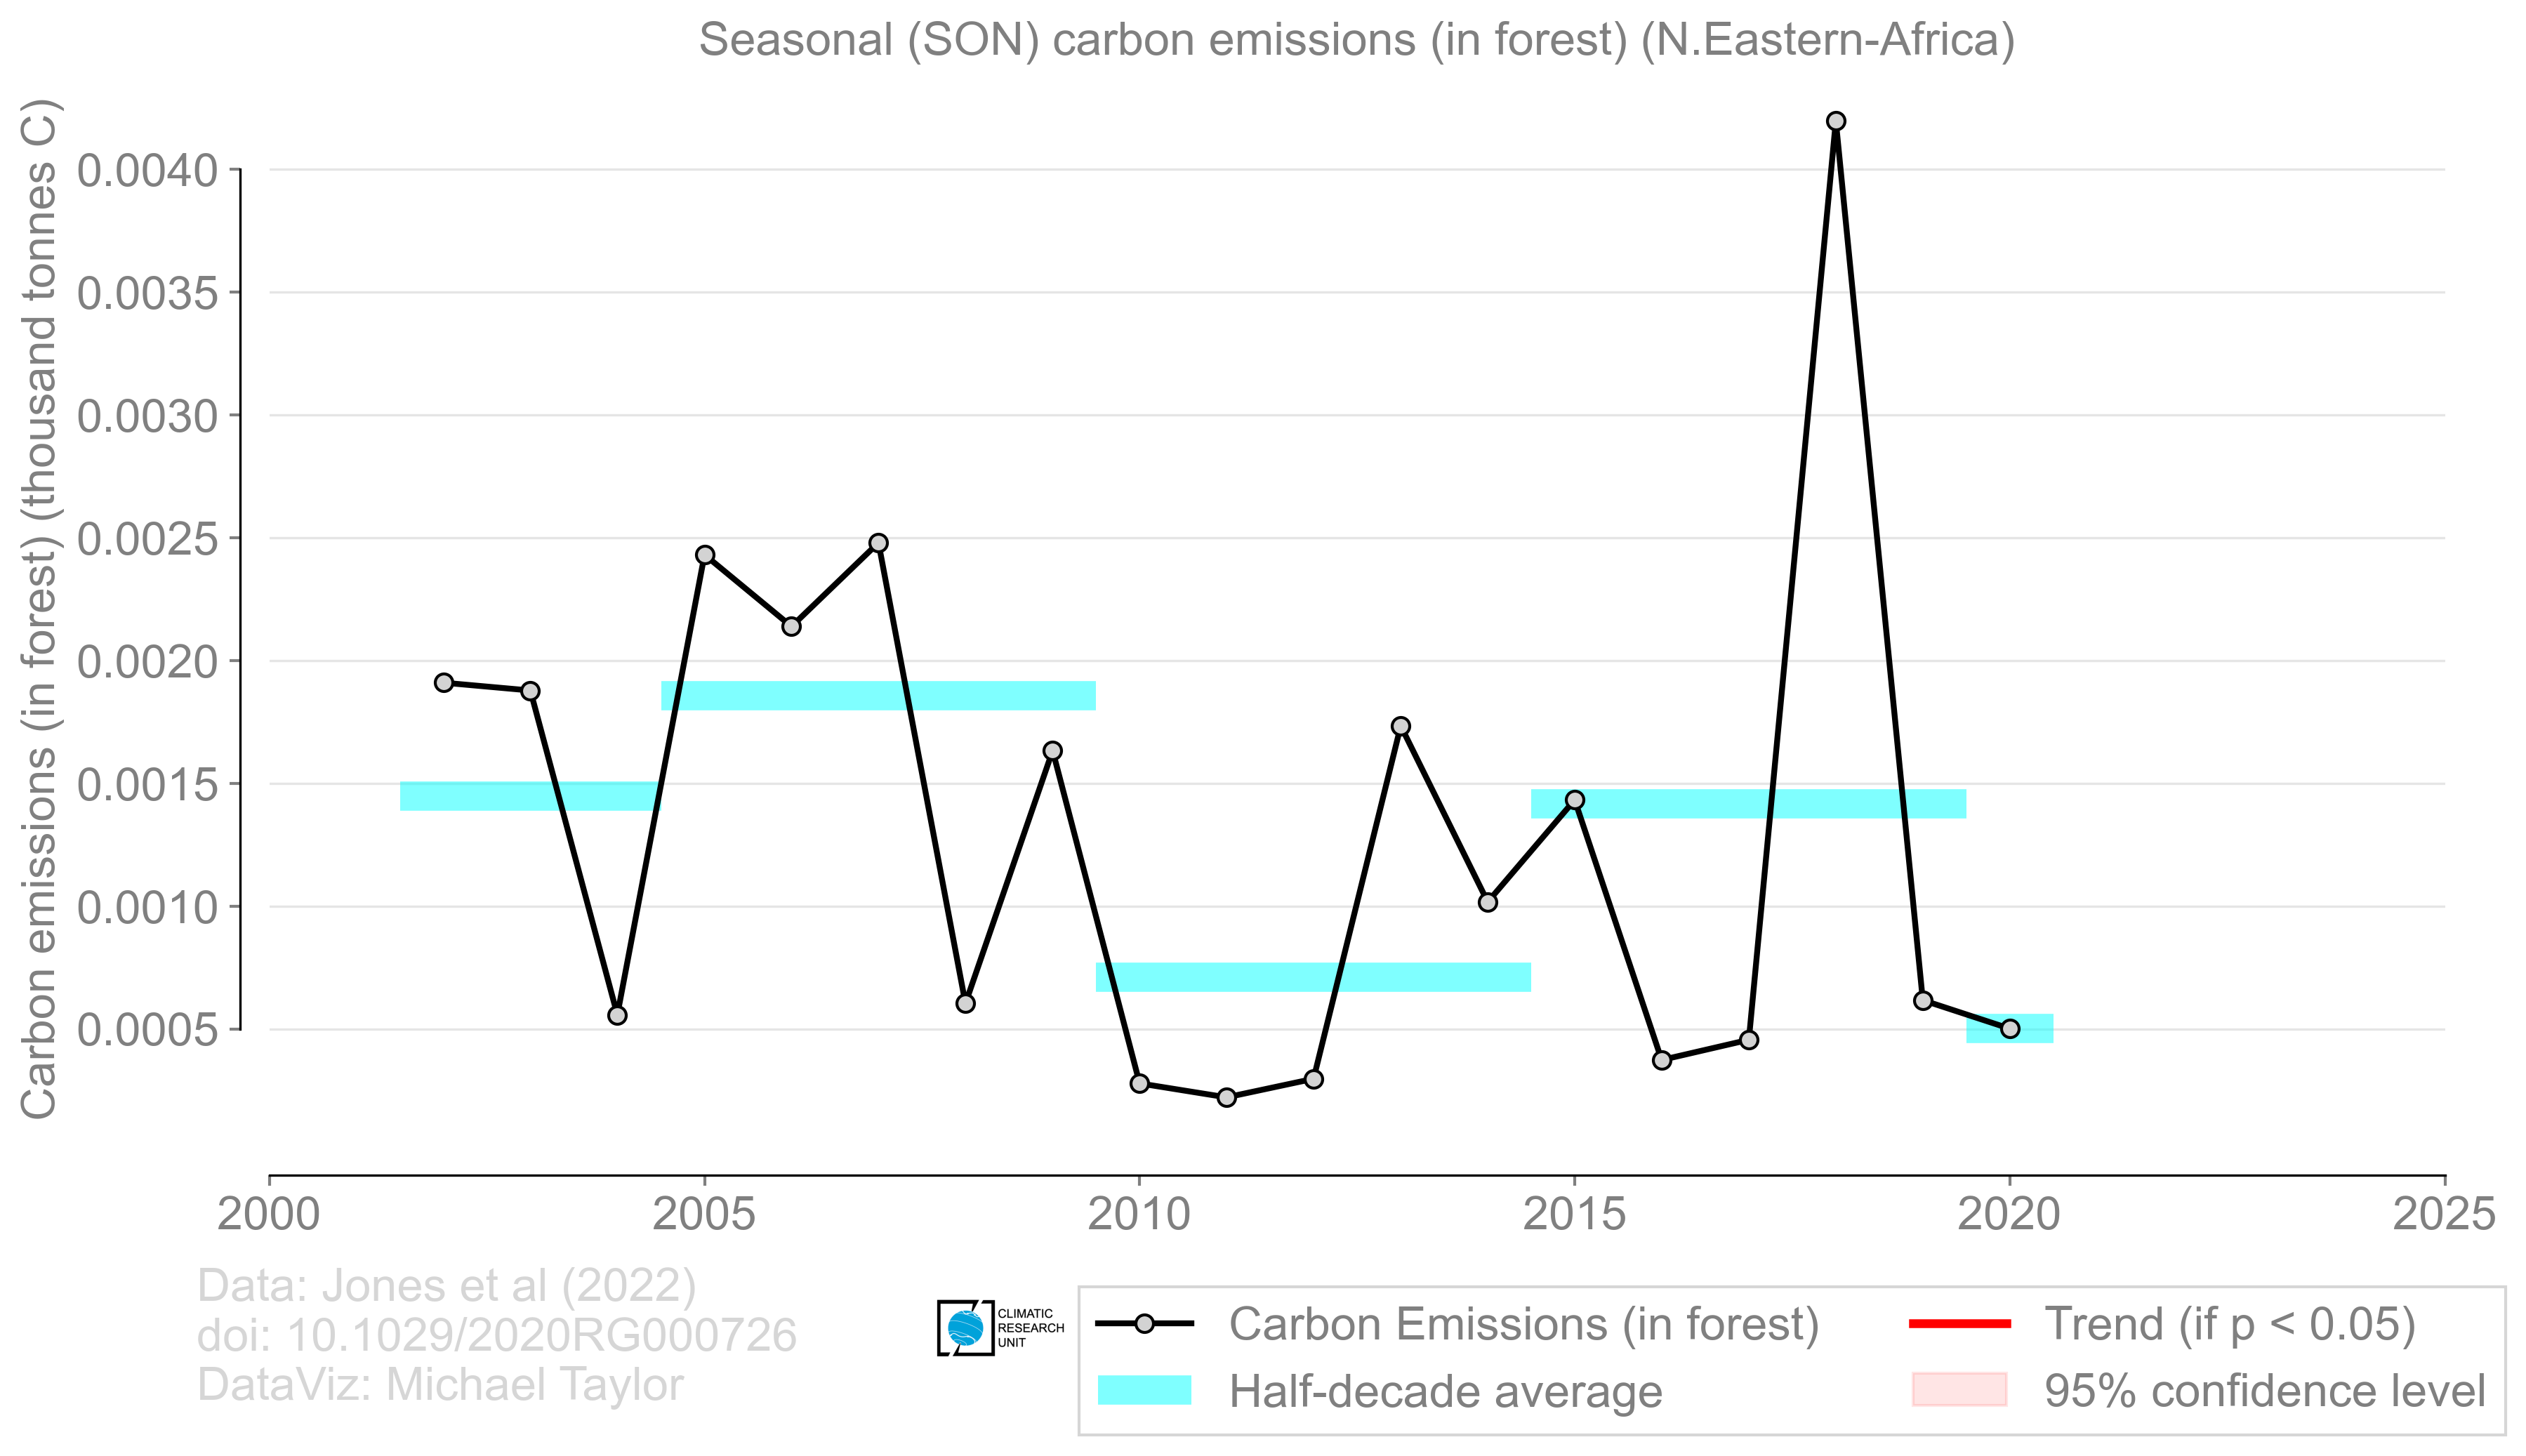 Seasonal (SON) carbon emissions (in forest) (N.Eastern-Africa)
Carbon emissions (in forest) (thousand tonnes C)
0.0040
0.0035
0.0030
0.0025
0.0020
0.0015
0.0010
0.0005
2000
2005
2010
2015
2020
2025
Data: Jones et al (2022)
doi: 10.1029/2020RG000726
DataViz: Michael Taylor
CLIMATIC
RESEARCH
UNIT
Carbon Emissions (in forest)
Half-decade average
Trend (if p < 0.05)
95% confidence level